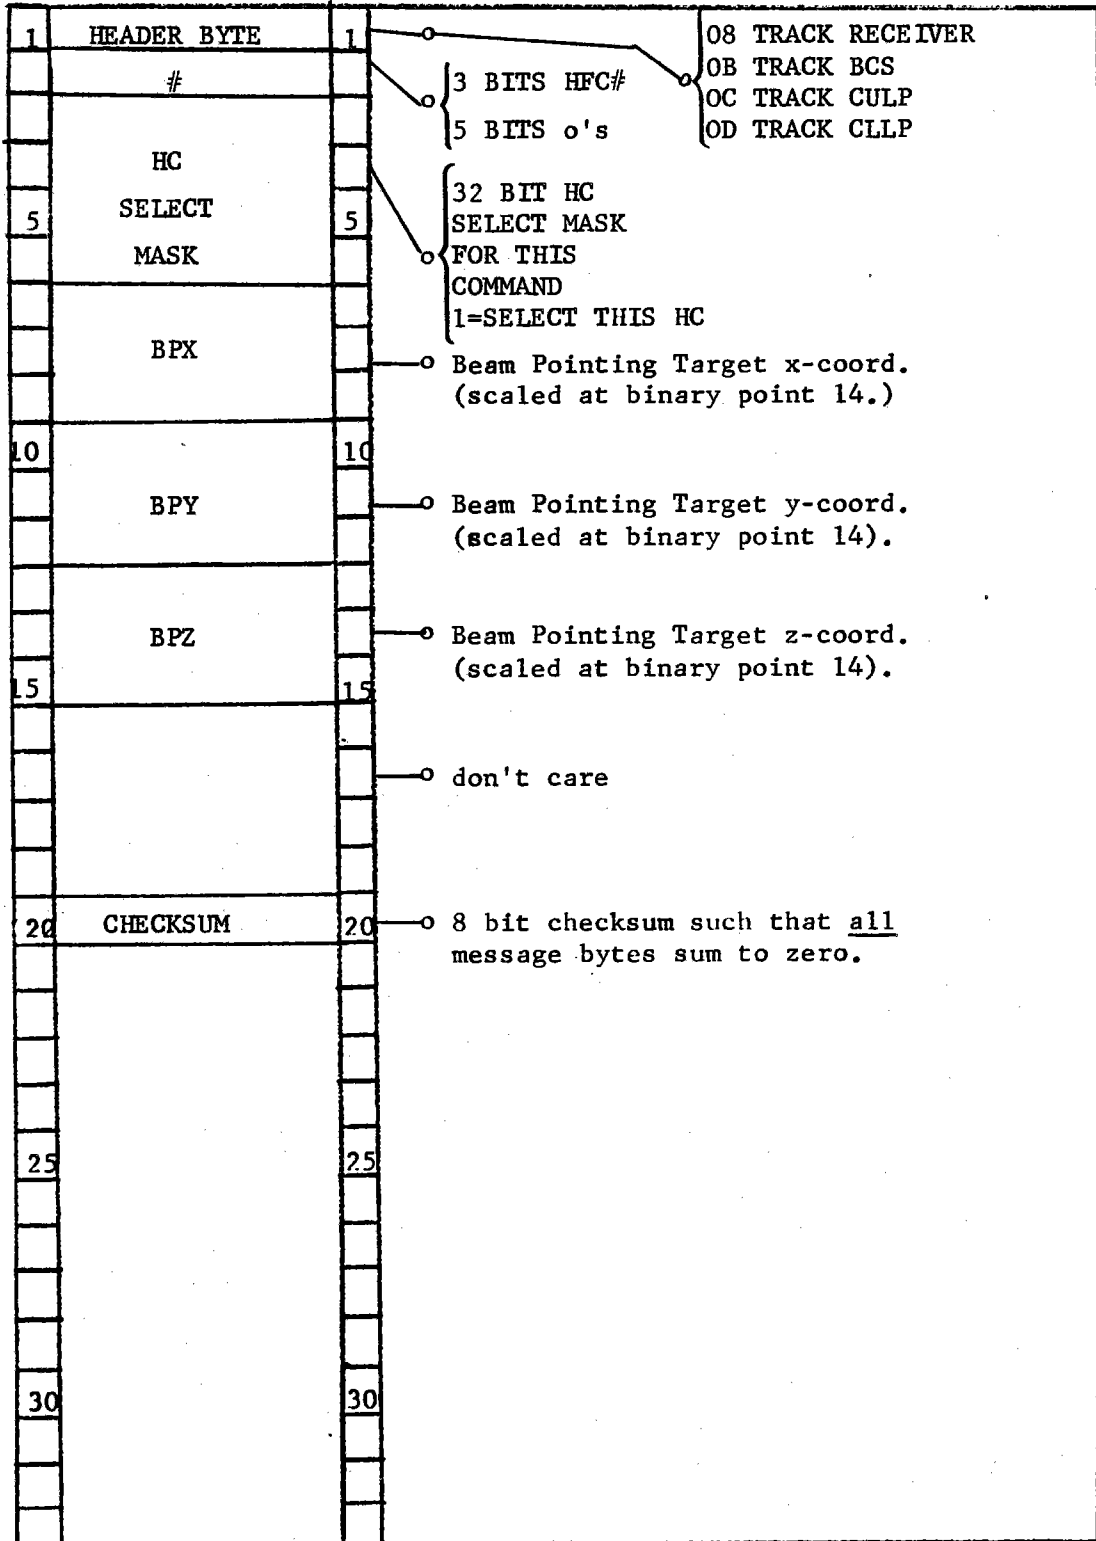 1 HEADER BYTE 1
08 TRACK RECEIVER
0B TRACK BCS
0C TRACK CULP
0D TRACK CLLP
#
3 BITS HFC#
5 BITS o's
HC
SELECT
MASK
5 5
32 BIT HC
SELECT MASK
FOR THIS
COMMAND
1=SELECT THIS HC
BPX
Beam Pointing Target x-coord.
(scaled at binary point 14.)
10 10
BPY
Beam Pointing Target y-coord.
(scaled at binary point 14).
BPZ
Beam Pointing Target z-coord.
(scaled at binary point 14).
15 15
don't care
20 CHECKSUM 20
8 bit checksum such that all
message bytes sum to zero.
25 25
30 30